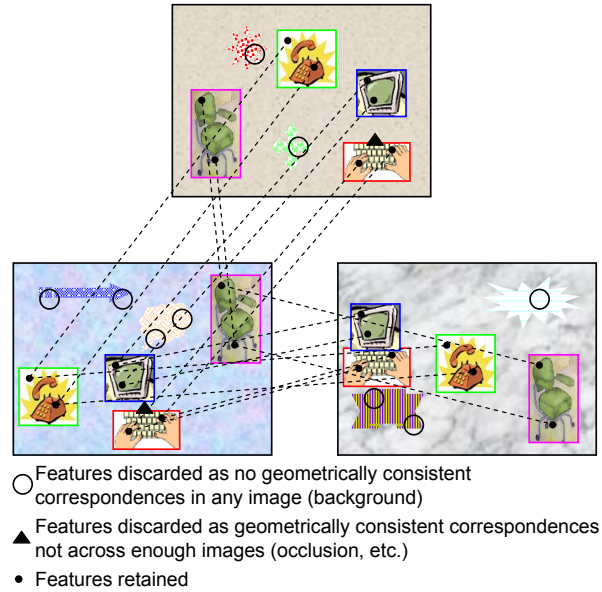 Features discarded as no geometrically consistent
correspondences in any image (background)
Features discarded as geometrically consistent correspondences
not across enough images (occlusion, etc.)
Features retained